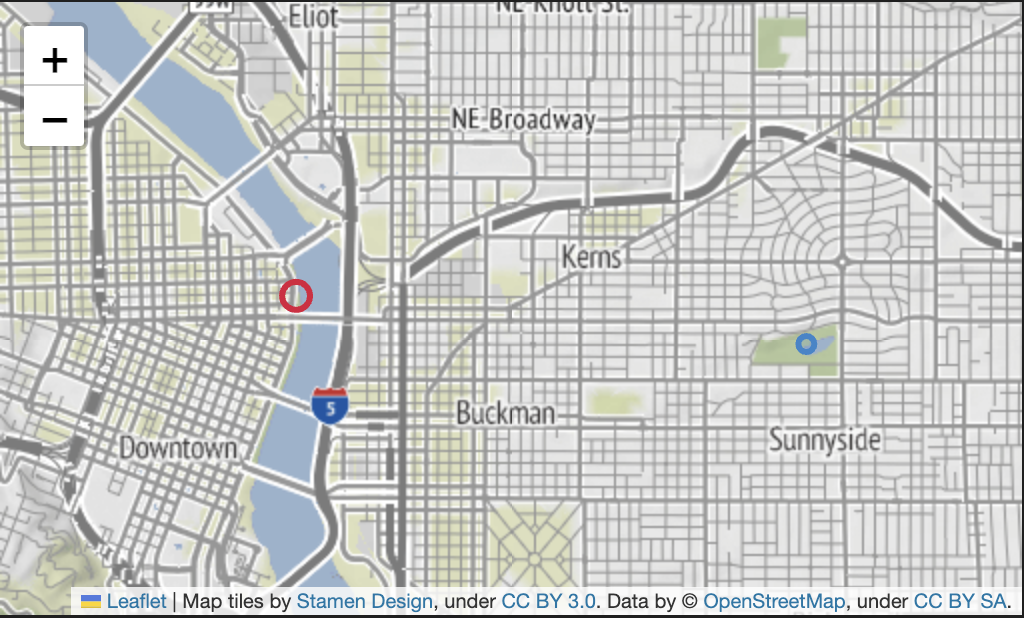 Eliot
NE Knott St.
+
−
NE Broadway
Kerns
5
Buckman
Downtown
Sunnyside
Leaflet | Map tiles by Stamen Design, under CC BY 3.0. Data by © OpenStreetMap, under CC BY SA.